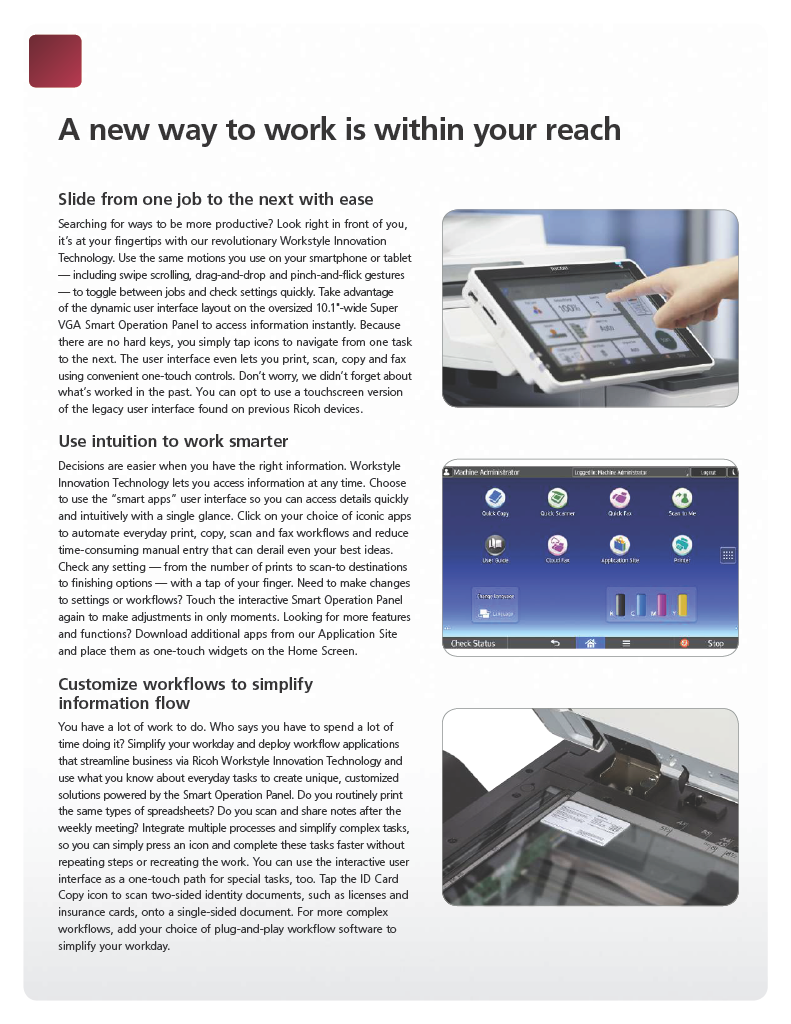 A new way to work is within your reach
Slide from one job to the next with ease
Searching for ways to be more productive? Look right in front of you,
it’s at your fingertips with our revolutionary Workstyle Innovation
Technology. Use the same motions you use on your smartphone or tablet
— including swipe scrolling, drag-and-drop and pinch-and-flick gestures
— to toggle between jobs and check settings quickly. Take advantage
of the dynamic user interface layout on the oversized 10.1"-wide Super
VGA Smart Operation Panel to access information instantly. Because
there are no hard keys, you simply tap icons to navigate from one task
to the next. The user interface even lets you print, scan, copy and fax
using convenient one-touch controls. Don’t worry, we didn’t forget about
what’s worked in the past. You can opt to use a touchscreen version
of the legacy user interface found on previous Ricoh devices.
RICOH
100%
Auto
Use intuition to work smarter
Decisions are easier when you have the right information. Workstyle
Innovation Technology lets you access information at any time. Choose
to use the “smart apps” user interface so you can access details quickly
and intuitively with a single glance. Click on your choice of iconic apps
to automate everyday print, copy, scan and fax workflows and reduce
time-consuming manual entry that can derail even your best ideas.
Check any setting — from the number of prints to scan-to destinations
to finishing options — with a tap of your finger. Need to make changes
to settings or workflows? Touch the interactive Smart Operation Panel
again to make adjustments in only moments. Looking for more features
and functions? Download additional apps from our Application Site
and place them as one-touch widgets on the Home Screen.
Machine Administrator Logged in: Machine Administrator Logout
Quick Copy Quick Scanner Quick Fax Scan to Me
User Guide Cloud Fax Application Site Printer
Change Language
Language
K C M Y
Check Status Stop
Customize workflows to simplify
information flow
You have a lot of work to do. Who says you have to spend a lot of
time doing it? Simplify your workday and deploy workflow applications
that streamline business via Ricoh Workstyle Innovation Technology and
use what you know about everyday tasks to create unique, customized
solutions powered by the Smart Operation Panel. Do you routinely print
the same types of spreadsheets? Do you scan and share notes after the
weekly meeting? Integrate multiple processes and simplify complex tasks,
so you can simply press an icon and complete these tasks faster without
repeating steps or recreating the work. You can use the interactive user
interface as a one-touch path for special tasks, too. Tap the ID Card
Copy icon to scan two-sided identity documents, such as licenses and
insurance cards, onto a single-sided document. For more complex
workflows, add your choice of plug-and-play workflow software to
simplify your workday.